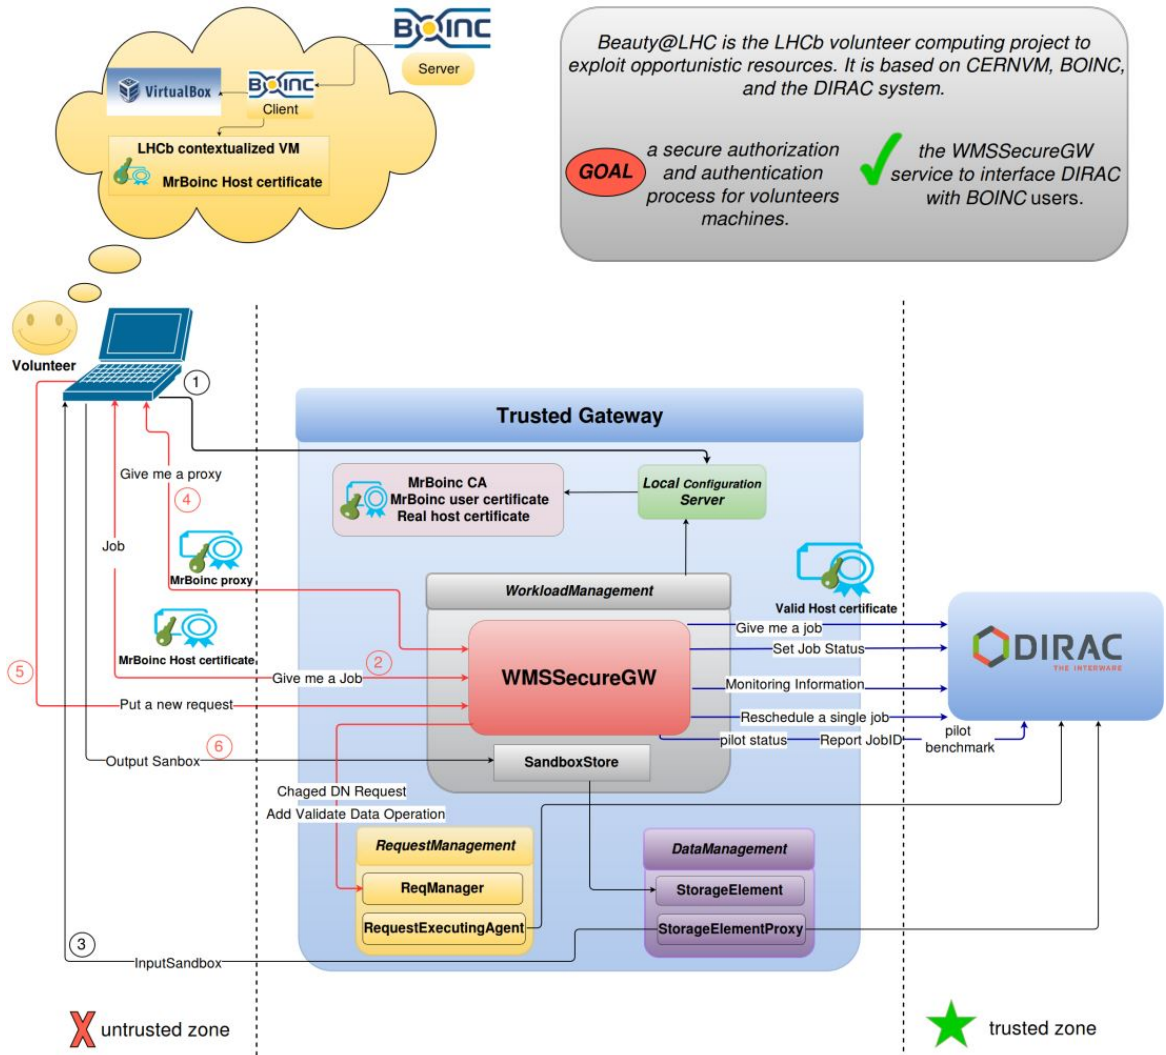 BOINC
Server
VirtualBox
BOINC
Client
LHCb contextualized VM
MrBoinc Host certificate
Beauty@LHC is the LHCb volunteer computing project to
exploit opportunistic resources. It is based on CERNVM, BOINC,
and the DIRAC system.
GOAL
a secure authorization
and authentication
process for volunteers
machines.
the WMSSecureGW
service to interface DIRAC
with BOINC users.
Volunteer
1
Trusted Gateway
Give me a proxy
4
MrBoinc CA
MrBoinc user certificate
Real host certificate
Local Configuration
Server
Job
MrBoinc proxy
MrBoinc Host certificate
WorkloadManagement
Valid Host certificate
Give me a job
Set Job Status
DIRAC
THE INTERWARE
5
2
Give me a Job
WMSSecureGW
Monitoring Information
Put a new request
Reschedule a single job
pilot status
Report JobID
pilot
benchmark
6
Output Sanbox
SandboxStore
Chaged DN Request
Add Validate Data Operation
RequestManagement
ReqManager
RequestExecutingAgent
DataManagement
StorageElement
StorageElementProxy
3
InputSandbox
X untrusted zone
trusted zone